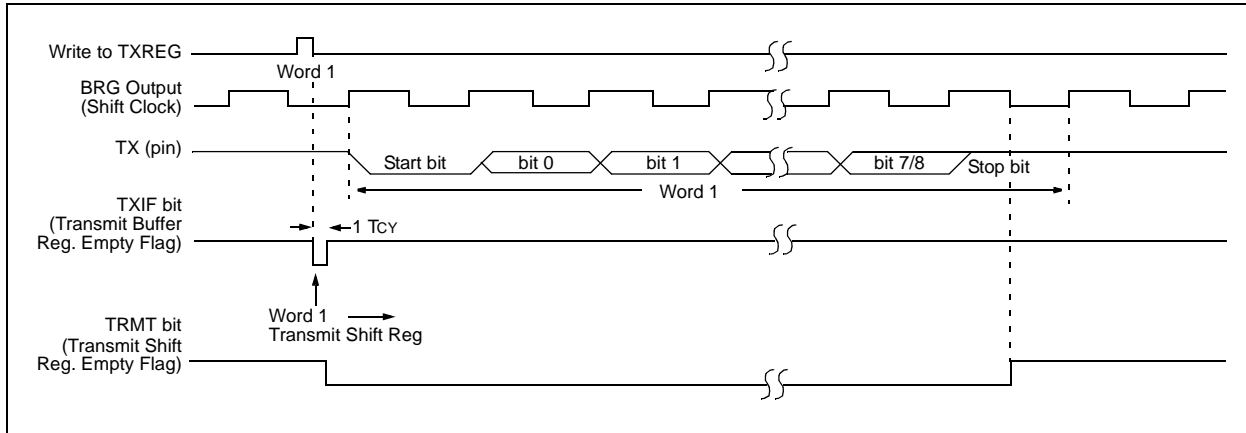 Write to TXREG
Word 1
BRG Output
(Shift Clock)
TX (pin)
Start bit
bit 0
bit 1
bit 7/8
Stop bit
Word 1
TXIF bit
(Transmit Buffer
Reg. Empty Flag)
1 TCY
Word 1
Transmit Shift Reg
TRMT bit
(Transmit Shift
Reg. Empty Flag)